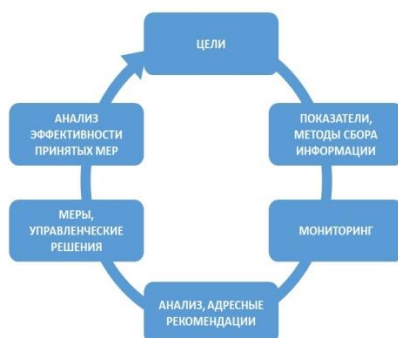 ЦЕЛИ
ПОКАЗАТЕЛИ,
МЕТОДЫ СБОРА
ИНФОРМАЦИИ
МОНИТОРИНГ
АНАЛИЗ, АДРЕСНЫЕ
РЕКОМЕНДАЦИИ
МЕРЫ,
УПРАВЛЕНЧЕСКИЕ
РЕШЕНИЯ
АНАЛИЗ
ЭФФЕКТИВНОСТИ
ПРИНЯТЫХ МЕР